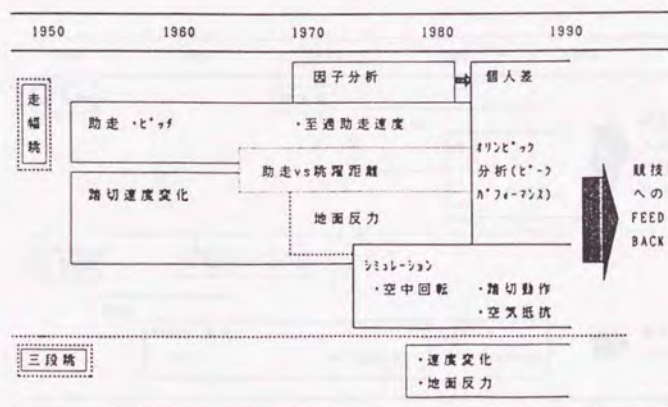 1950 1960 1970 1980 1990
因子分析 ⇒ 個人差
走幅跳
助走・ピッチ ・至適助走速度
オリンピック
分析(ピーク
パフォーマンス)
助走vs跳躍距離
踏切速度変化
地面反力
競技
への
FEED
BACK
シミュレーション
・空中回転 ・踏切動作
・空気抵抗
三段跳
・速度変化
・地面反力